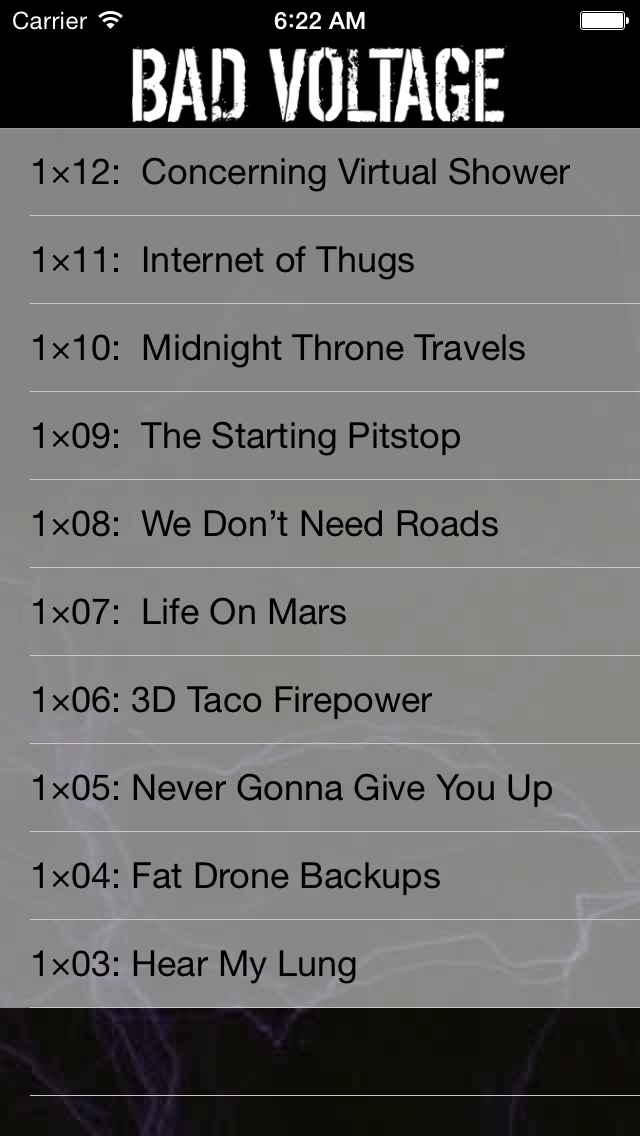 Carrier 6:22 AM
BAD VOLTAGE
1×12:  Concerning Virtual Shower
1×11:  Internet of Thugs
1×10:  Midnight Throne Travels
1×09:  The Starting Pitstop
1×08:  We Don’t Need Roads
1×07:  Life On Mars
1×06: 3D Taco Firepower
1×05: Never Gonna Give You Up
1×04: Fat Drone Backups
1×03: Hear My Lung